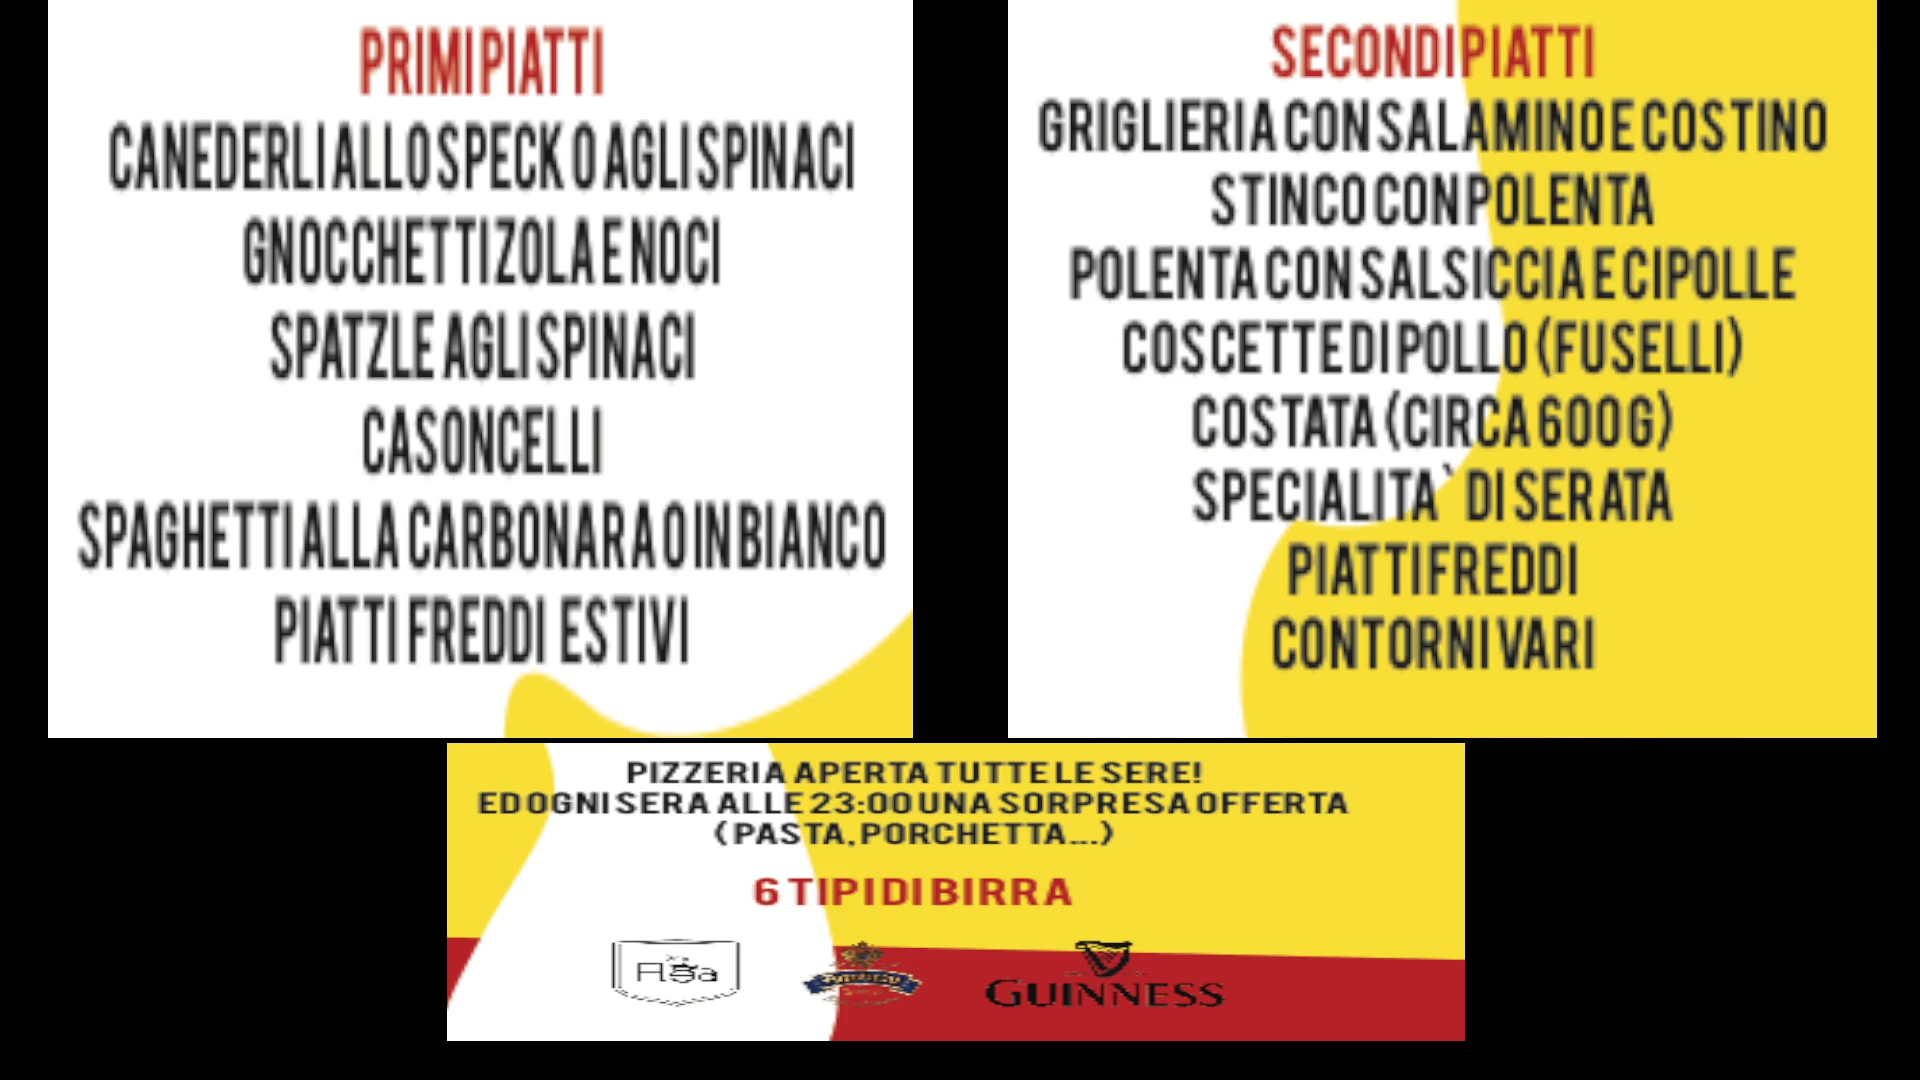 PRIMI PIATTI
CANEDERLI ALLO SPECK O AGLI SPINACI
GNOCCHETTI ZOLA E NOCI
SPATZLE AGLI SPINACI
CASONCELLI
SPAGHETTI ALLA CARBONARA O IN BIANCO
PIATTI FREDDI ESTIVI
SECONDI PIATTI
GRIGLIERIA CON SALAMINO E COSTINO
STINCO CON POLENTA
POLENTA CON SALSICCIA E CIPOLLE
COSCETTE DI POLLO (FUSELLI)
COSTATA (CIRCA 600 G)
SPECIALITA` DI SERATA
PIATTI FREDDI
CONTORNI VARI
PIZZERIA APERTA TUTTE LE SERE!
ED OGNI SERA ALLE 23:00 UNA SORPRESA OFFERTA
(PASTA, PORCHETTA...)
6 TIPI DI BIRRA
GUINNESS